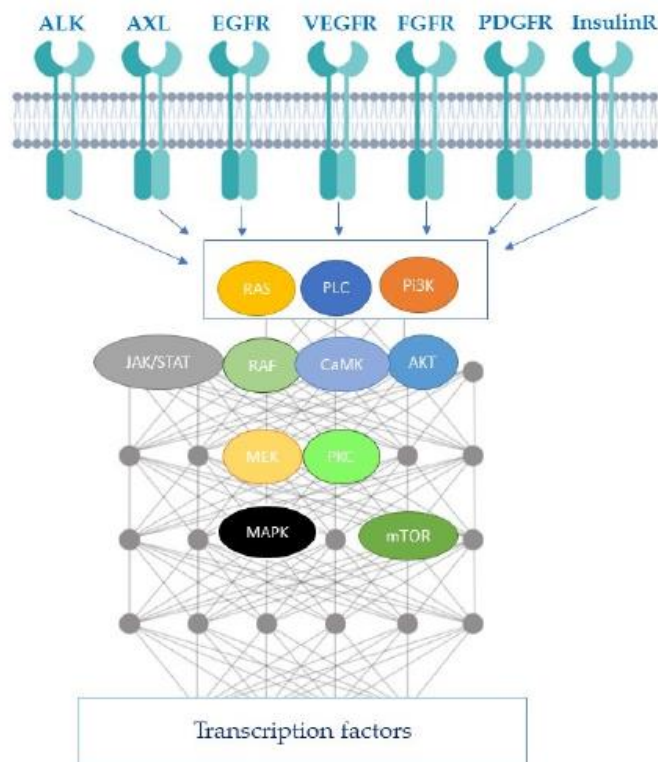 ALK AXL EGFR VEGFR FGFR PDGFR InsulinR
RAS PLC Pi3K
JAK/STAT RAF CaMK AKT
MEK PKC
MAPK mTOR
Transcription factors